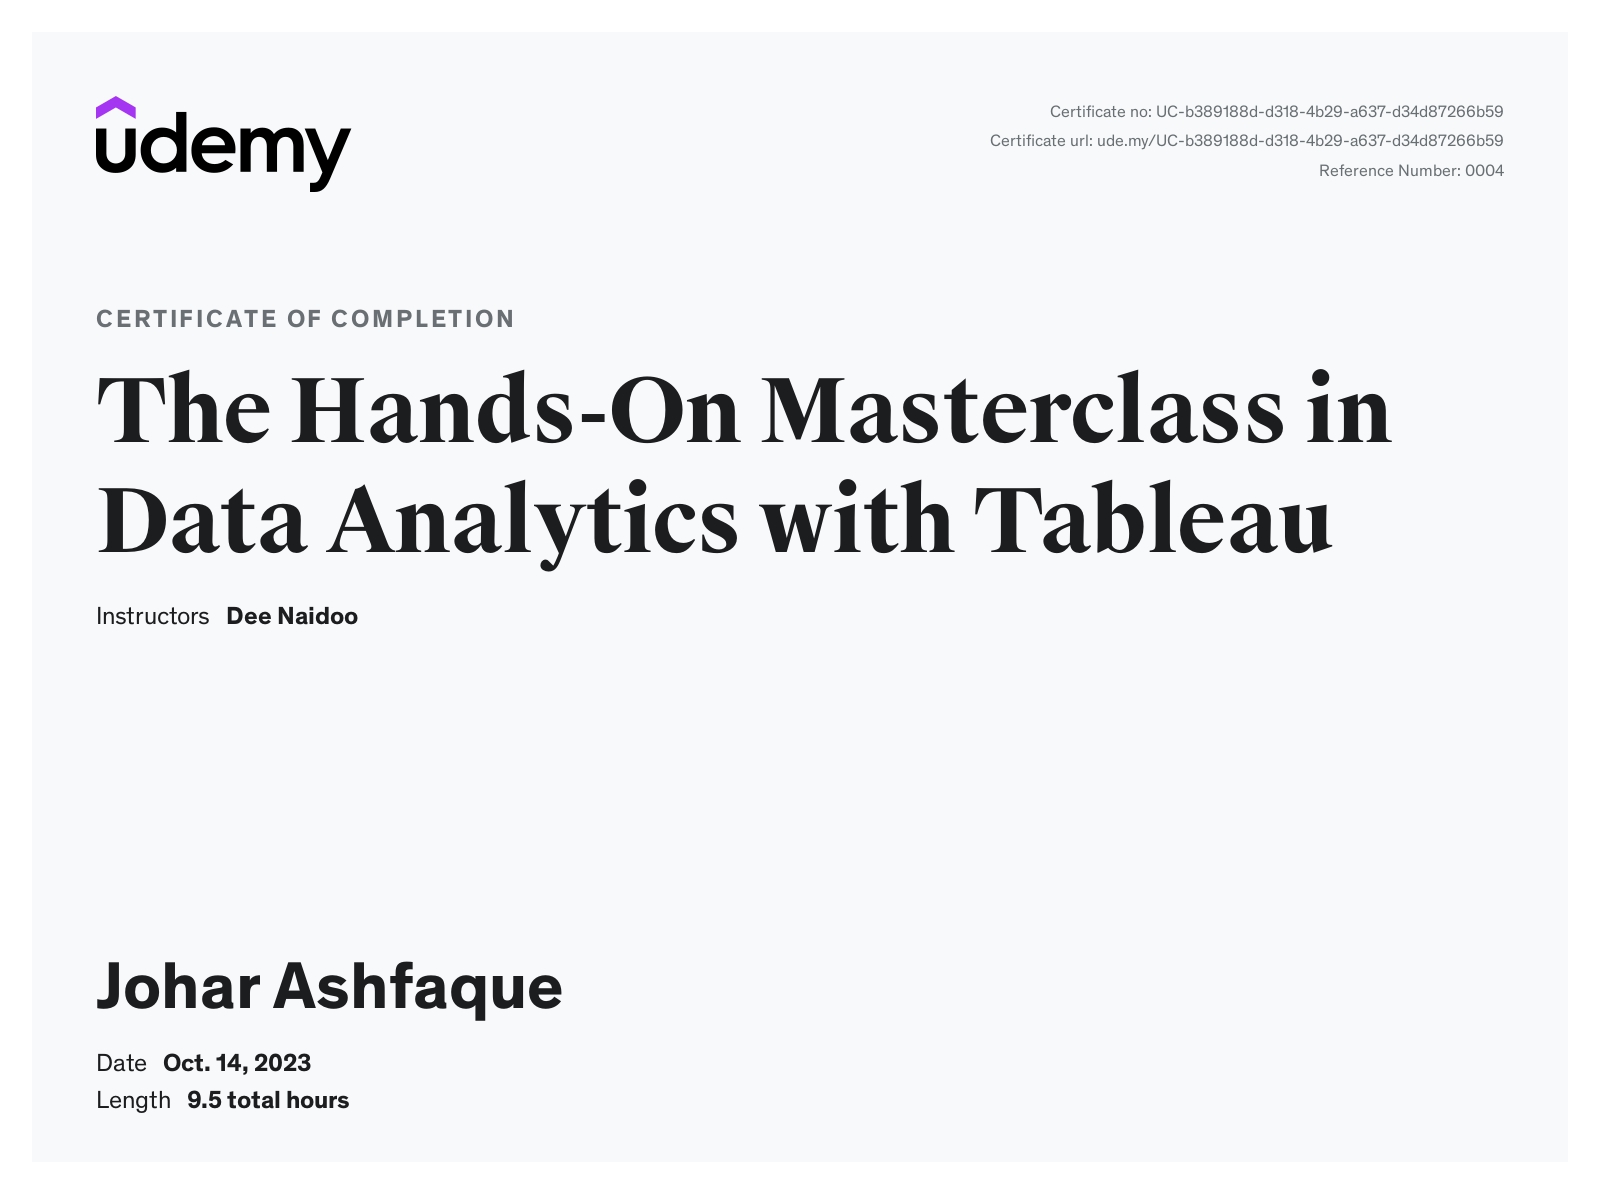 udemy
Certificate no: UC-b389188d-d318-4b29-a637-d34d87266b59
Certificate url: ude.my/UC-b389188d-d318-4b29-a637-d34d87266b59
Reference Number: 0004
CERTIFICATE OF COMPLETION
The Hands-On Masterclass in
Data Analytics with Tableau
Instructors Dee Naidoo
Johar Ashfaque
Date Oct. 14, 2023
Length 9.5 total hours